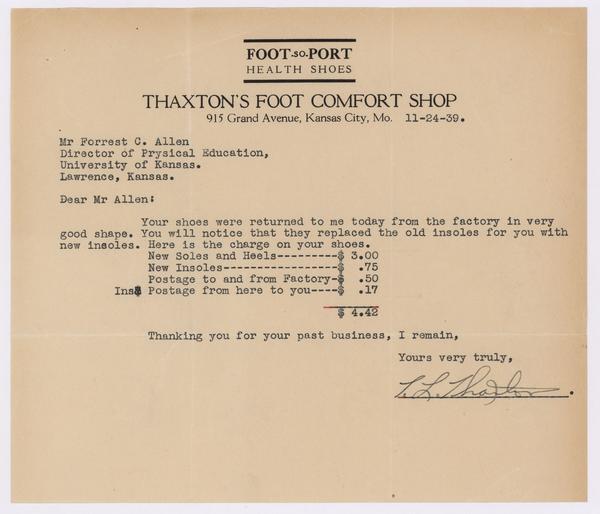 FOOT-SO-PORT
HEALTH SHOES
THAXTON'S FOOT COMFORT SHOP
915 Grand Avenue, Kansas City, Mo. 11-24-39.
Mr Forrest C. Allen
Director of Prysical Education,
University of Kansas.
Lawrence, Kansas.
Dear Mr Allen:
Your shoes were returned to me today from the factory in very
good shape. You will notice that they replaced the old insoles for you with
new insoles. Here is the charge on your shoes.
New Soles and Heels---------$ 3.00
New Insoles-----------------$ .75
Postage to and from Factory-$ .50
Ins$ Postage from here to you----$ .17
$ 4.42
Thanking you for your past business, I remain,
Yours very truly,
L. L. Thaxton.